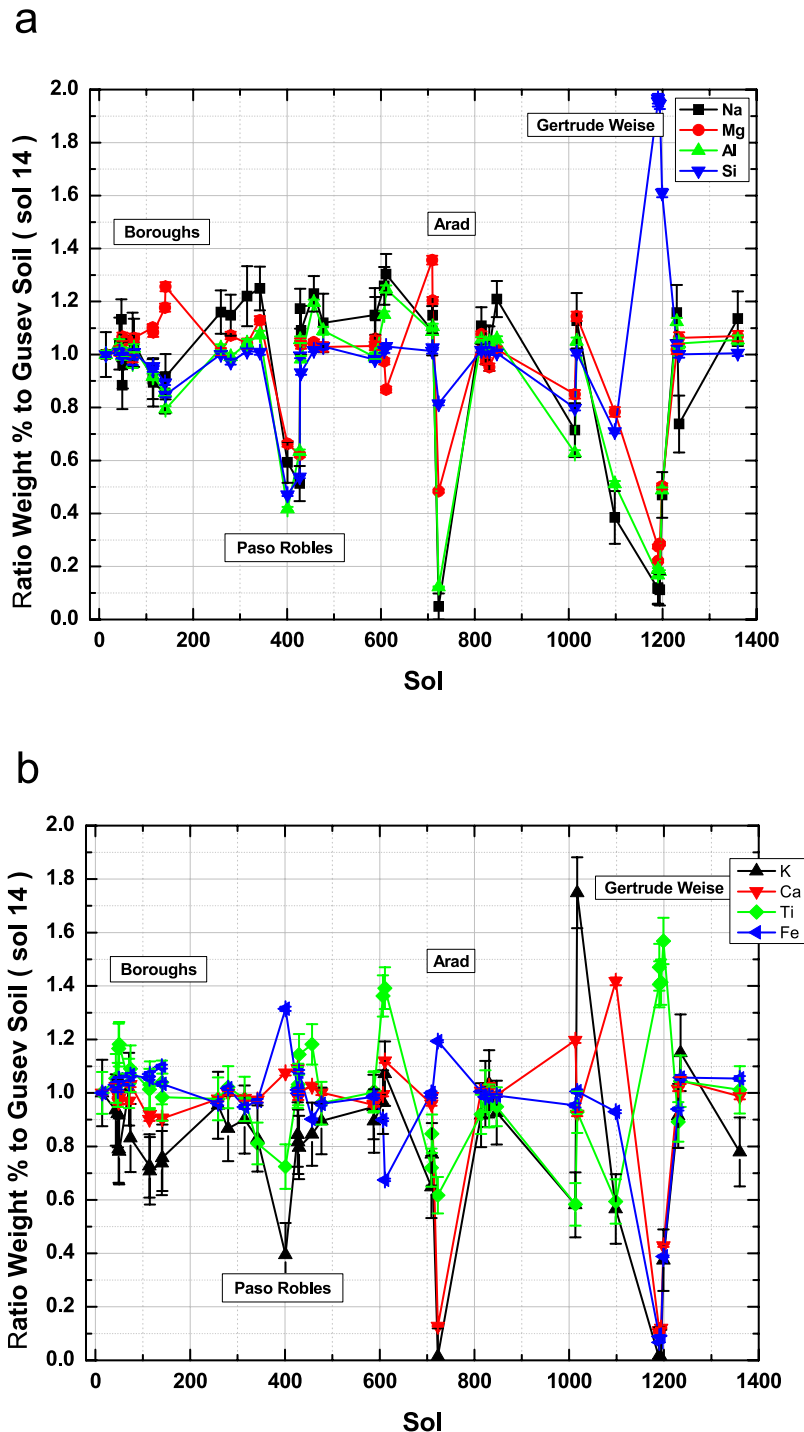 a
Ratio Weight % to Gusev Soil ( sol 14 )
2.0
1.8
1.6
1.4
1.2
1.0
0.8
0.6
0.4
0.2
0.0
Gertrude Weise
Na
Mg
Al
Si
Boroughs
Arad
Paso Robles
0 200 400 600 800 1000 1200 1400
Sol
b
Ratio Weight % to Gusev Soil ( sol 14 )
2.0
1.8
1.6
1.4
1.2
1.0
0.8
0.6
0.4
0.2
0.0
Gertrude Weise
K
Ca
Ti
Fe
Boroughs
Arad
Paso Robles
0 200 400 600 800 1000 1200 1400
Sol